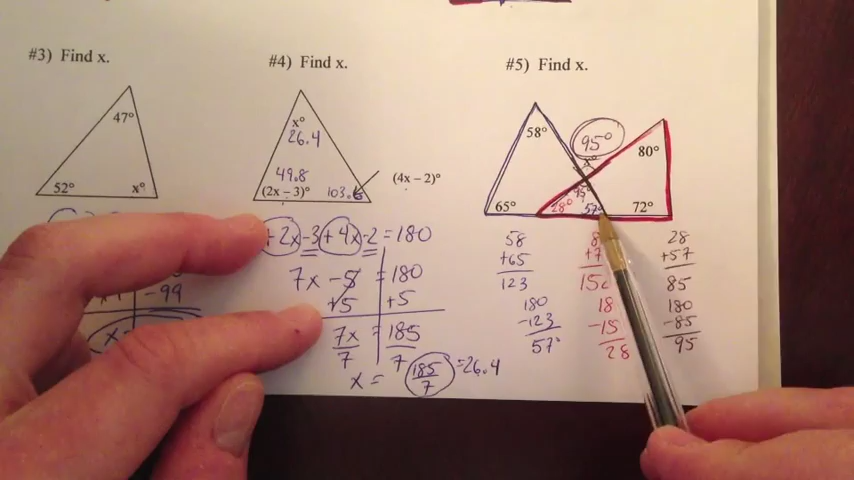 #3) Find x.
47°
52°
x°
-99
#4) Find x.
x°
26.4
49.8
(2x – 3)°
103.6
(4x – 2)°
+2x-3+4x-2=180
7x -5 = 180
+5 +5
7x = 185
7 7
x = 185/7 =26.4
#5) Find x.
58°
95°
x°
80°
95°
65°
28°
57°
72°
58
+65
123
180
-123
57°
28
28
+57
85
180
-85
95